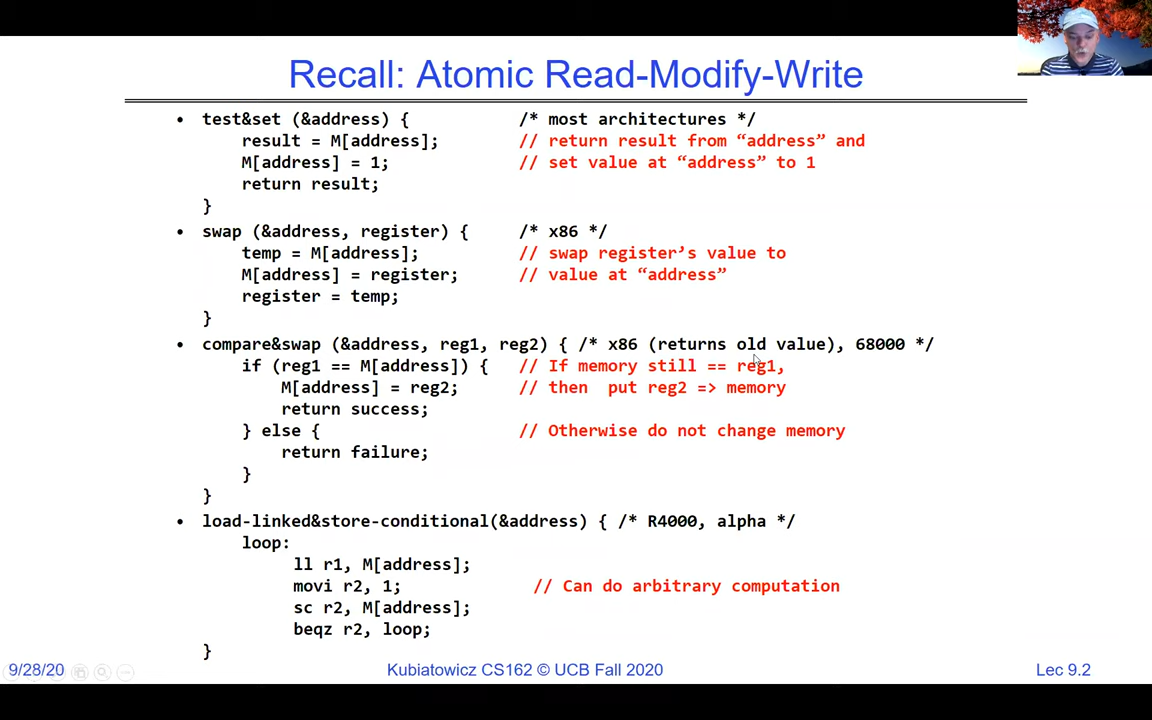 Recall: Atomic Read-Modify-Write
• test&set (&address) { /* most architectures */
result = M[address]; // return result from “address” and
M[address] = 1; // set value at “address” to 1
return result;
}
• swap (&address, register) { /* x86 */
temp = M[address]; // swap register’s value to
M[address] = register; // value at “address”
register = temp;
}
• compare&swap (&address, reg1, reg2) { /* x86 (returns old value), 68000 */
if (reg1 == M[address]) { // If memory still == reg1,
M[address] = reg2; // then put reg2 => memory
return success;
} else { // Otherwise do not change memory
return failure;
}
}
• load-linked&store-conditional(&address) { /* R4000, alpha */
loop:
ll r1, M[address];
movi r2, 1; // Can do arbitrary computation
sc r2, M[address];
beqz r2, loop;
}
9/28/20 Kubiatowicz CS162 © UCB Fall 2020 Lec 9.2